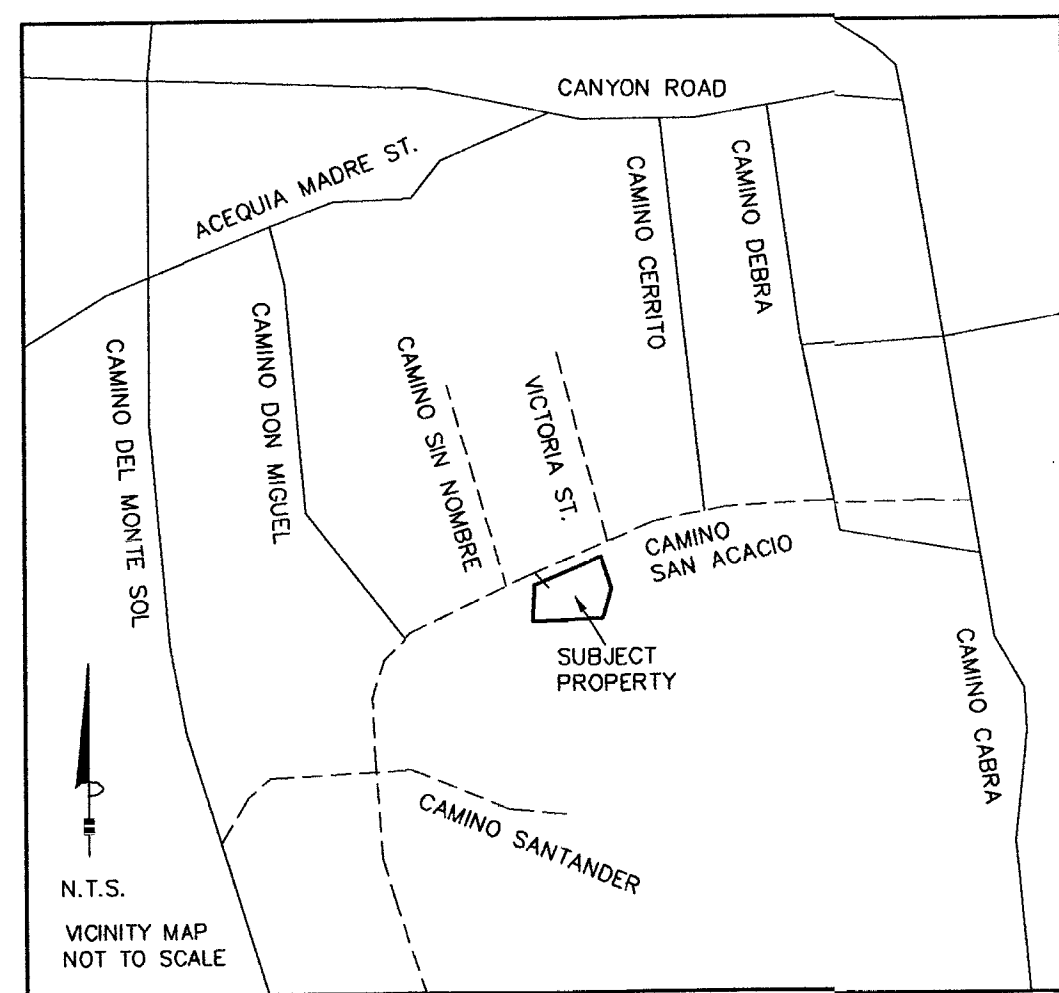 CANYON ROAD
ACEQUIA MADRE ST.
CAMINO DEBRA
CAMINO CERRITO
CAMINO DON MIGUEL
CAMINO DEL MONTE SOL
CAMINO SIN NOMBRE
VICTORIA ST.
CAMINO
SAN ACACIO
SUBJECT
PROPERTY
CAMINO CABRA
CAMINO SANTANDER
N.T.S.
VICINITY MAP
NOT TO SCALE